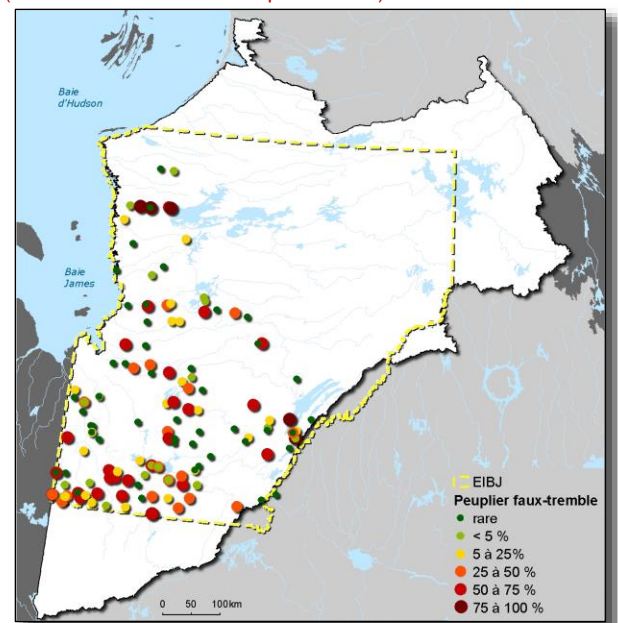 Baie
d'Hudson
Baie
James
EIBJ
Peuplier faux-tremble
rare
< 5 %
5 à 25%
25 à 50 %
50 à 75 %
75 à 100 %
0 50 100km